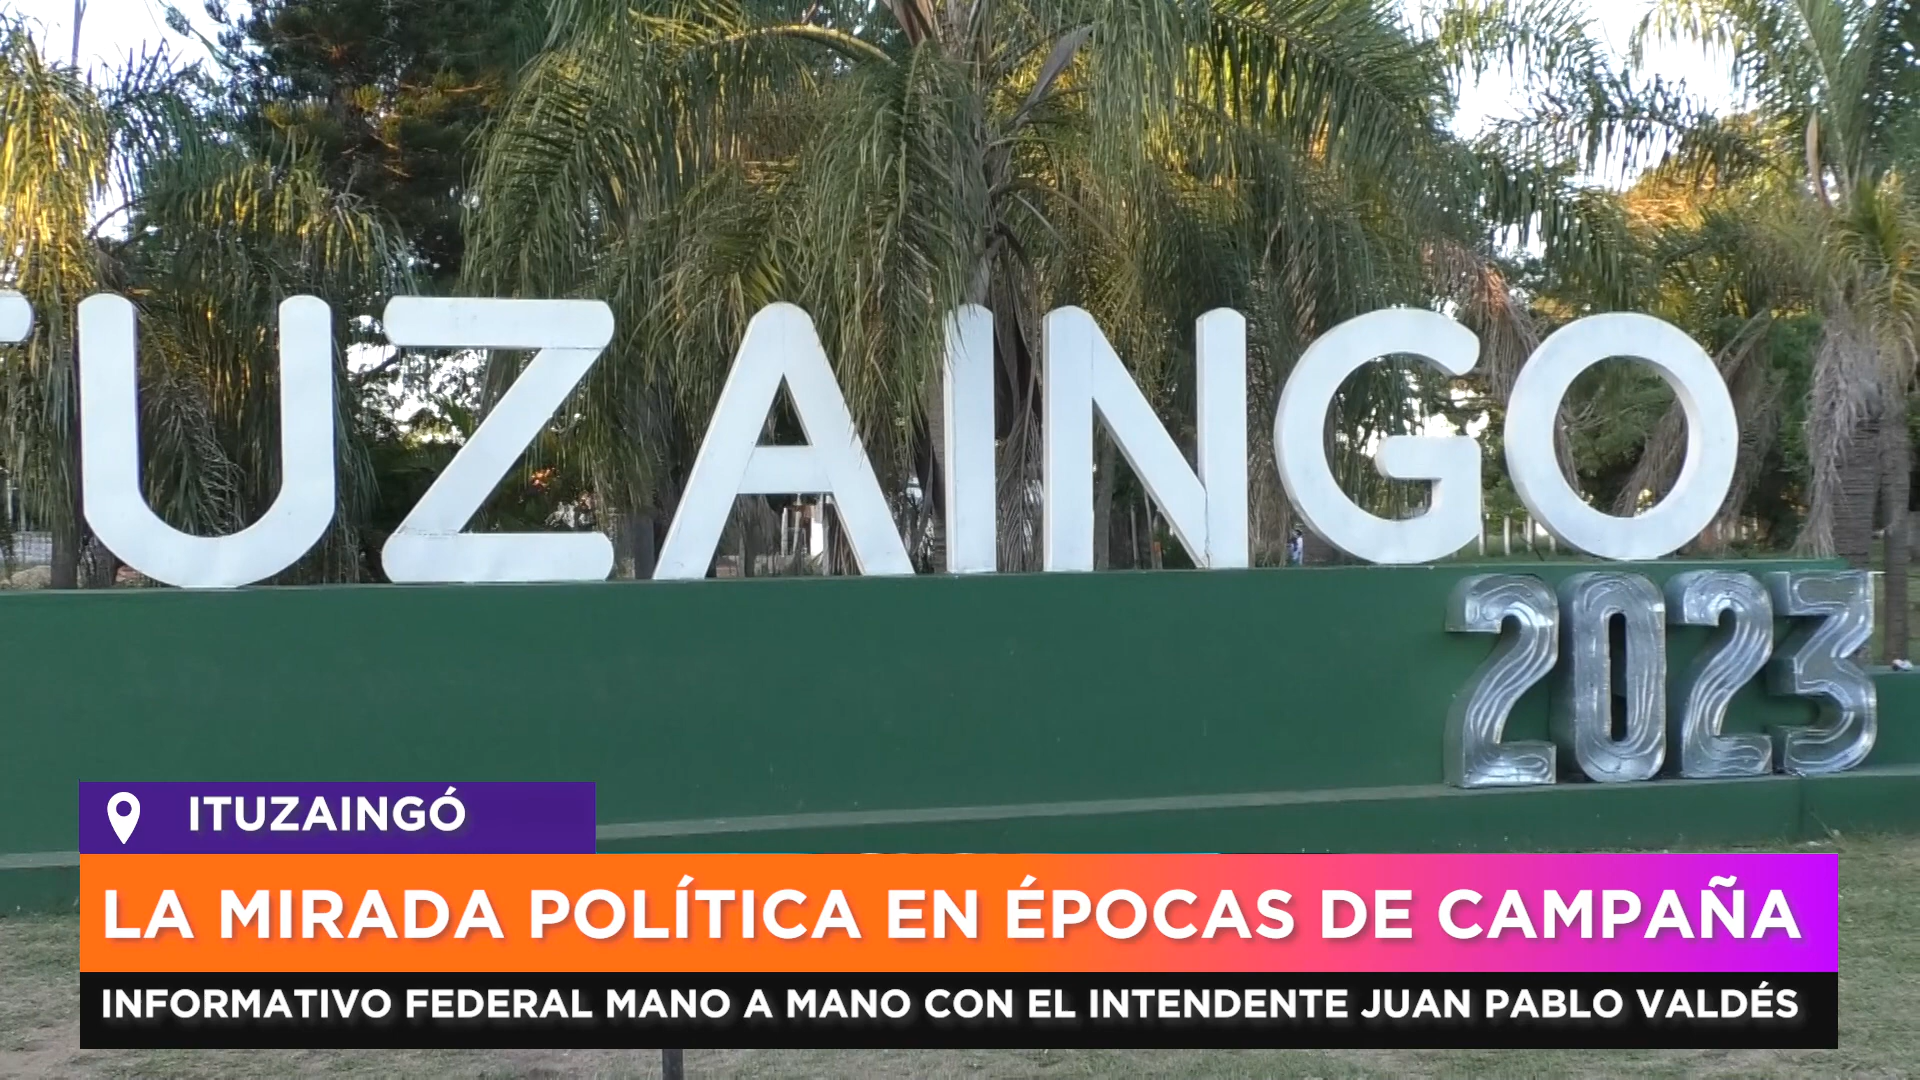 TUZAINGO
2023
ITUZAINGÓ
LA MIRADA POLÍTICA EN ÉPOCAS DE CAMPAÑA
INFORMATIVO FEDERAL MANO A MANO CON EL INTENDENTE JUAN PABLO VALDÉS